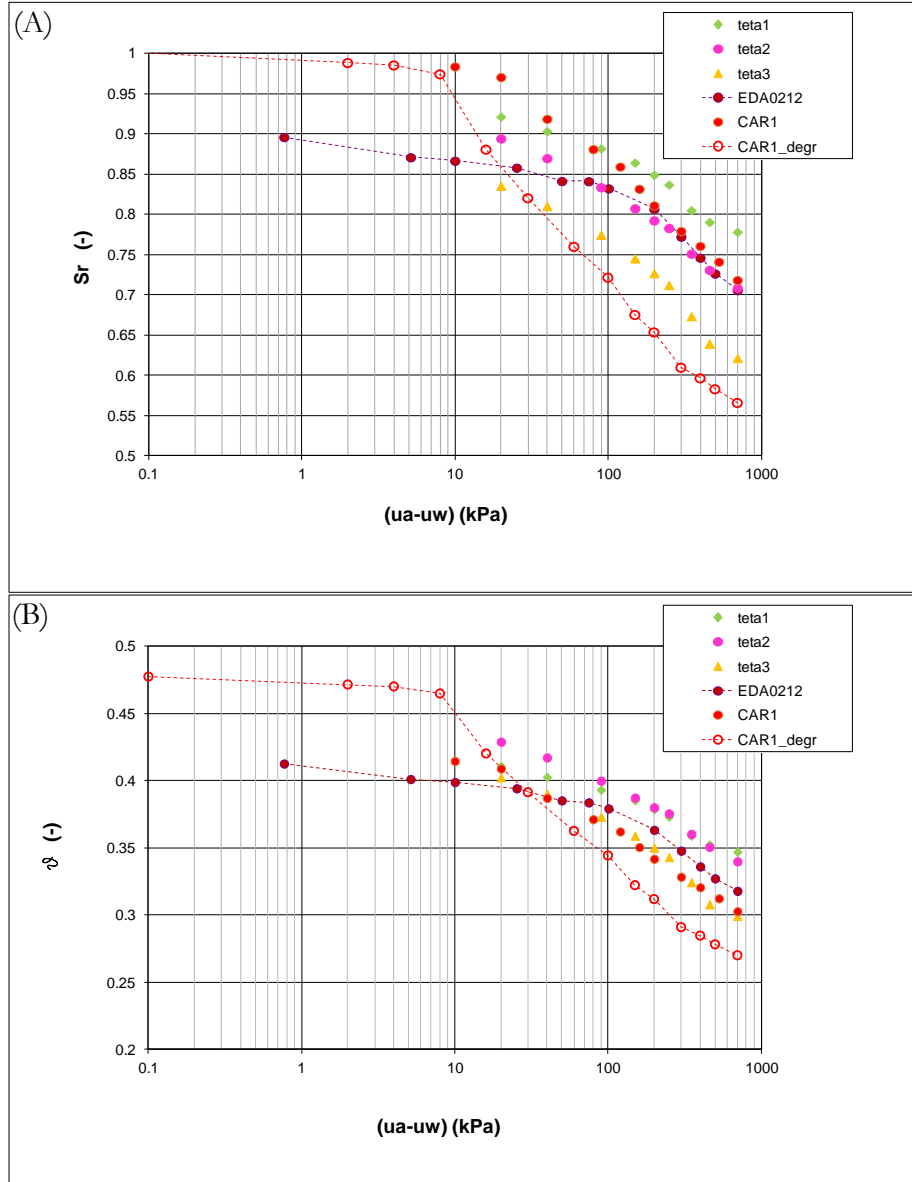 (A)
teta1
teta2
teta3
EDA0212
CAR1
CAR1_degr
1
0.95
0.9
0.85
0.8
0.75
0.7
0.65
0.6
0.55
0.5
Sr (-)
0.1 1 10 100 1000
(ua-uw) (kPa)
(B)
teta1
teta2
teta3
EDA0212
CAR1
CAR1_degr
0.5
0.45
0.4
0.35
0.3
0.25
0.2
ϑ (-)
0.1 1 10 100 1000
(ua-uw) (kPa)